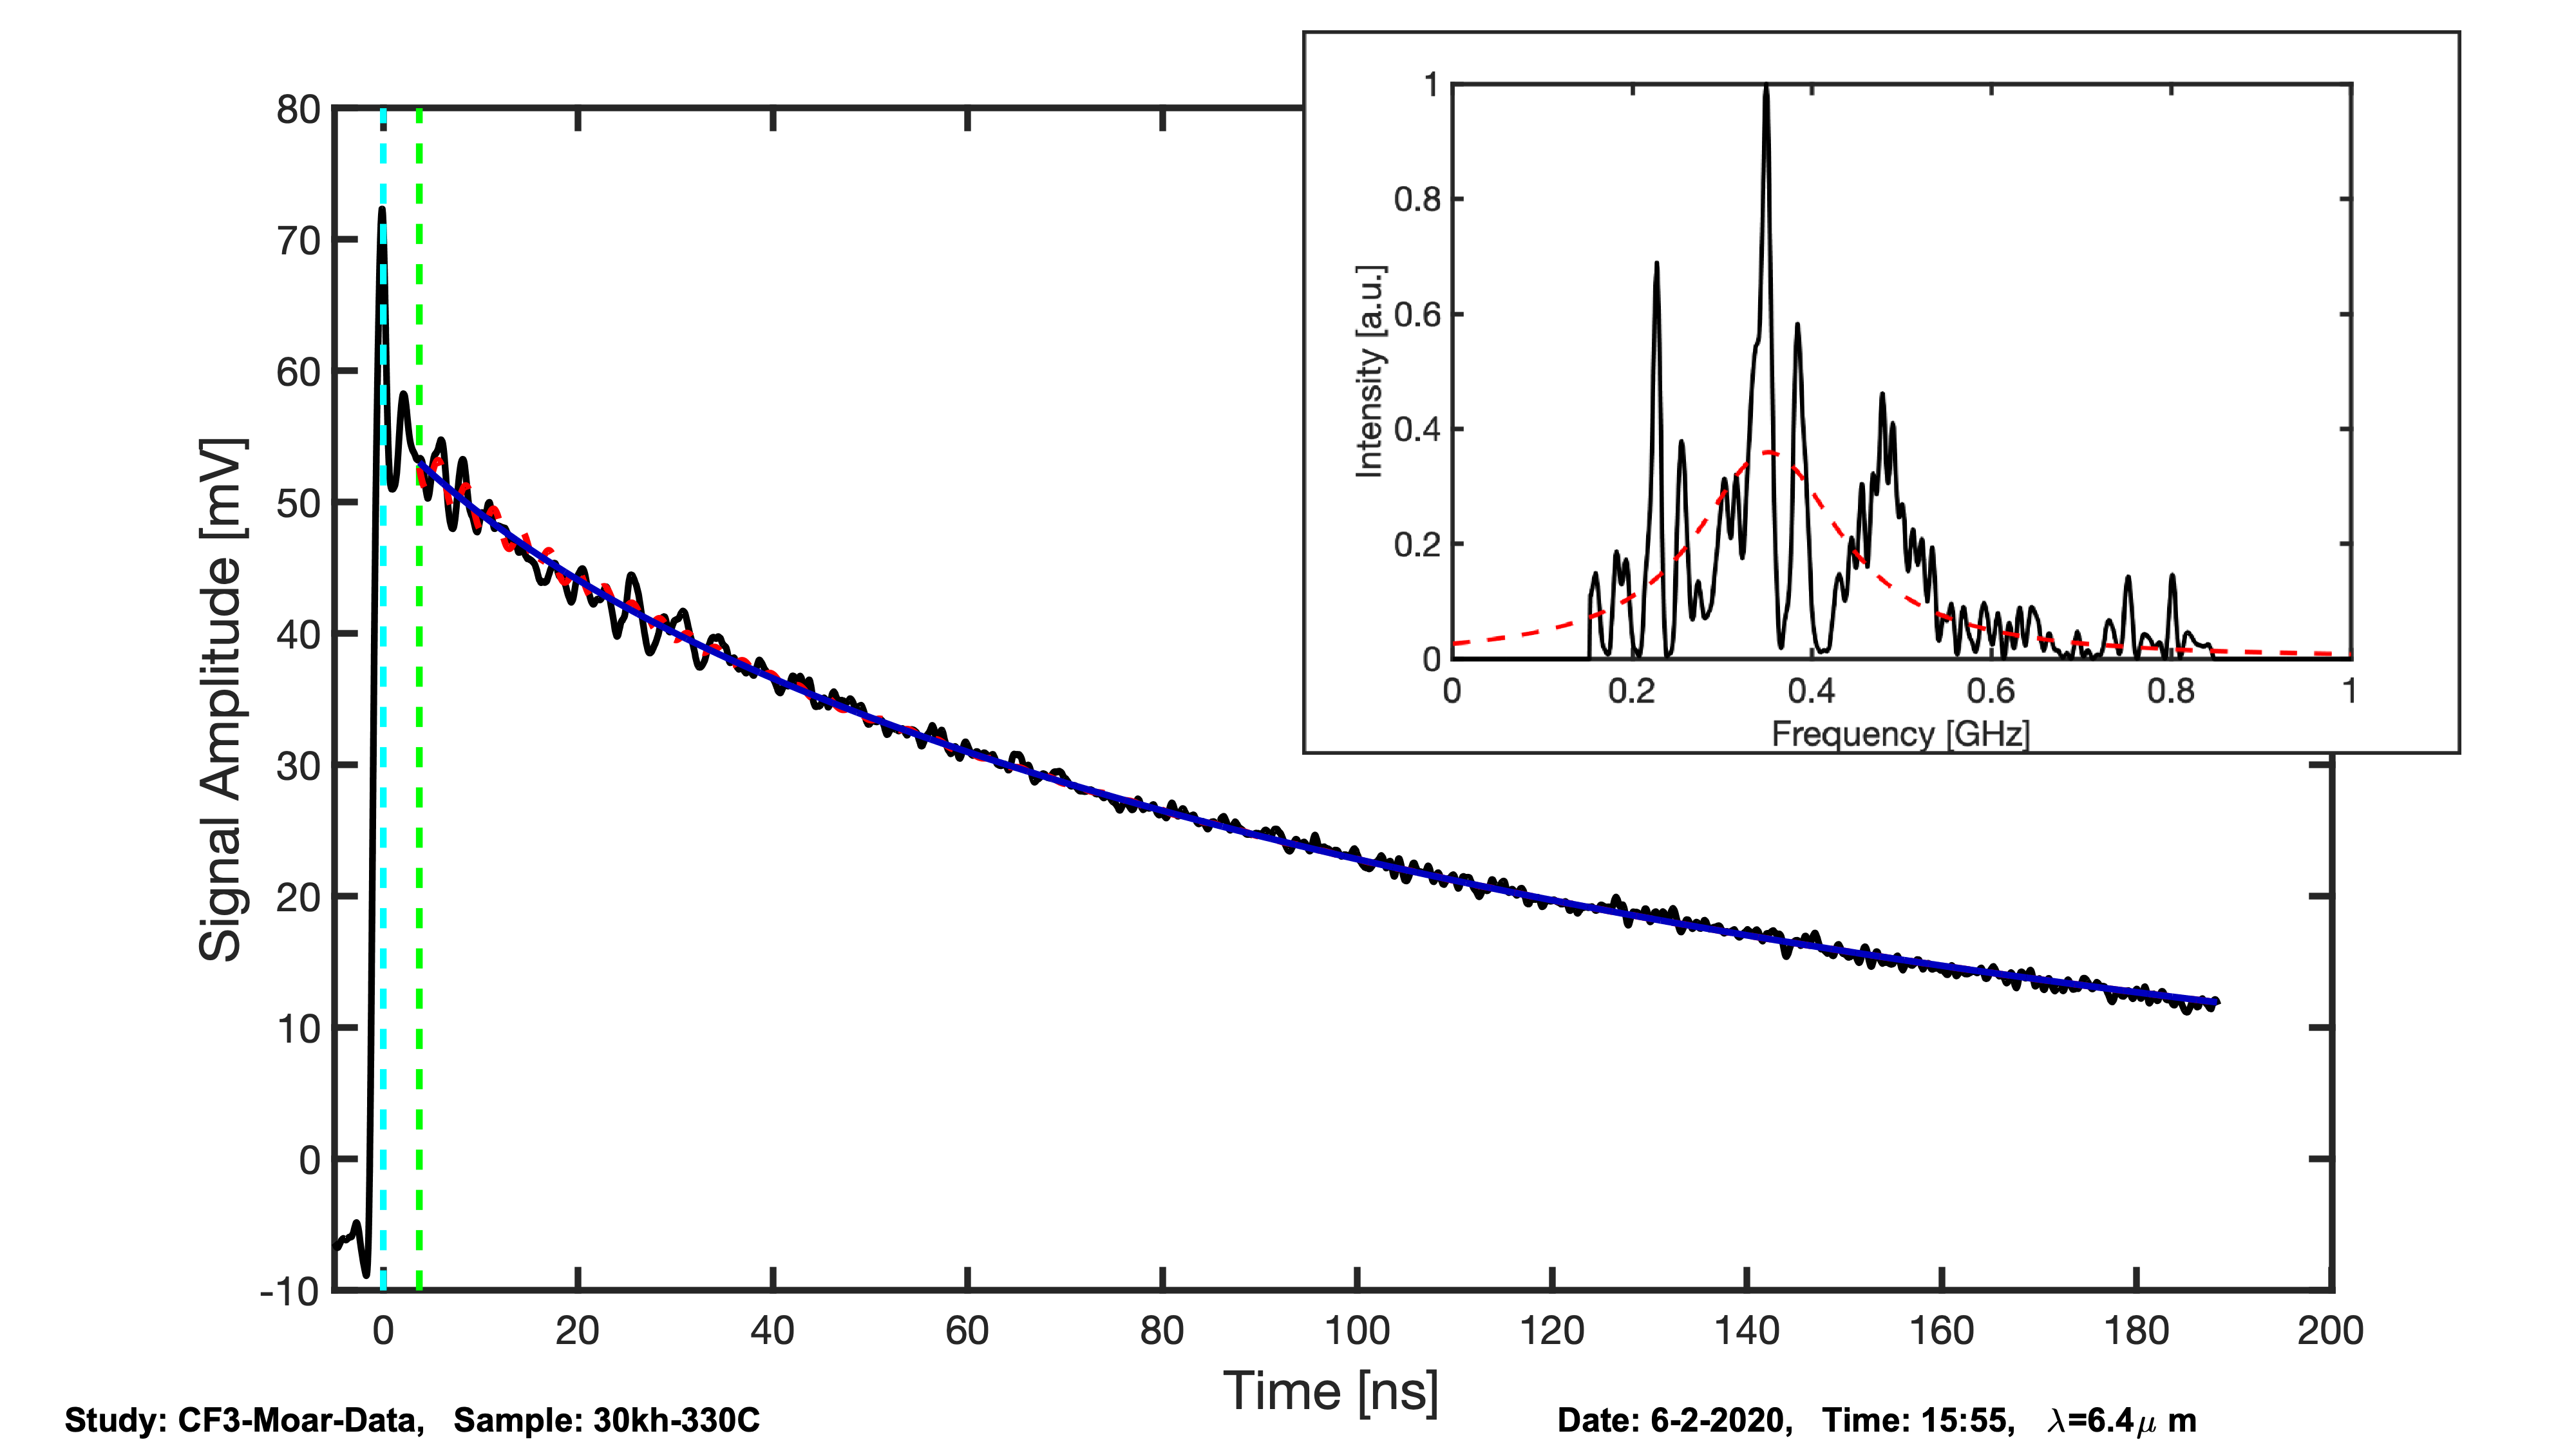 1
0.8
0.6
0.4
0.2
0
Intensity [a.u.]
0 0.2 0.4 0.6 0.8 1
Frequency [GHz]
80
70
60
50
40
30
20
10
0
-10
Signal Amplitude [mV]
0 20 40 60 80 100 120 140 160 180 200
Time [ns]
Study: CF3-Moar-Data, Sample: 30kh-330C
Date: 6-2-2020, Time: 15:55, λ=6.4μ m